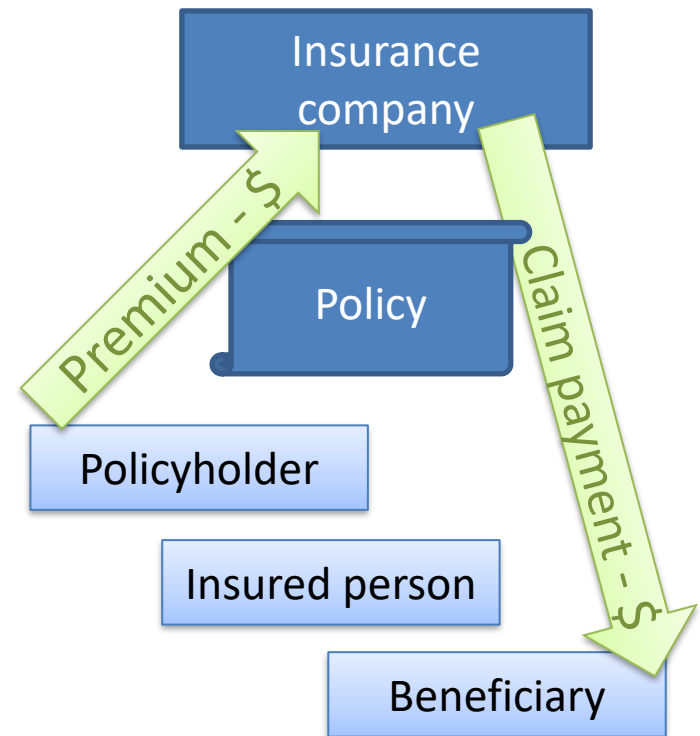 Insurance
company
Premium - $
Policy
Claim payment - $
Policyholder
Insured person
Beneficiary